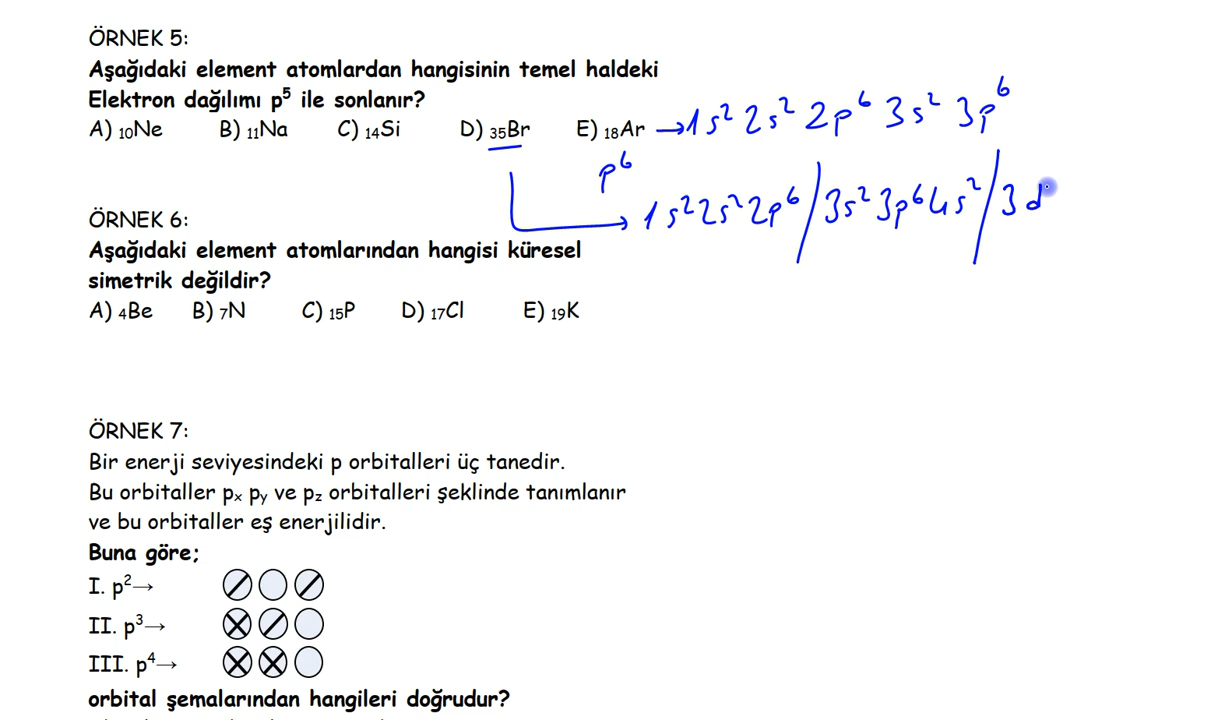 ÖRNEK 5:
Aşağıdaki element atomlardan hangisinin temel haldeki
Elektron dağılımı p⁵ ile sonlanır?
A) ₁₀Ne B) ₁₁Na C) ₁₄Si D) ₃₅Br E) ₁₈Ar → 1s² 2s² 2p⁶ 3s² 3p⁶
p⁶
→ 1s² 2s² 2p⁶ / 3s² 3p⁶ 4s² / 3d
ÖRNEK 6:
Aşağıdaki element atomlarından hangisi küresel
simetrik değildir?
A) ₄Be B) ₇N C) ₁₅P D) ₁₇Cl E) ₁₉K
ÖRNEK 7:
Bir enerji seviyesindeki p orbitalleri üç tanedir.
Bu orbitaller pₓ pᵧ ve p_z orbitalleri şeklinde tanımlanır
ve bu orbitaller eş enerjilidir.
Buna göre;
I. p²→
II. p³→
III. p⁴→
orbital şemalarından hangileri doğrudur?